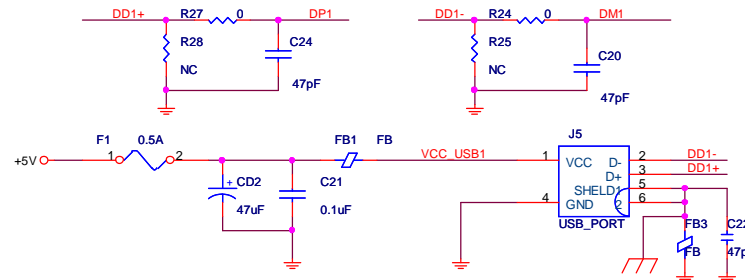 R27 R24
DD1+ 0 DP1 DD1- 0 DM1
R28 C24 R25 C20
NC 47pF NC 47pF
F1 0.5A FB1 FB J5
+5V 1 2 VCC_USB1 1 VCC D- 2 DD1-
D+ 3 DD1+
+ CD2 C21 SHELD1 5
47uF 0.1uF 4 GND 2 6
USB_PORT FB3 C22
FB 47p